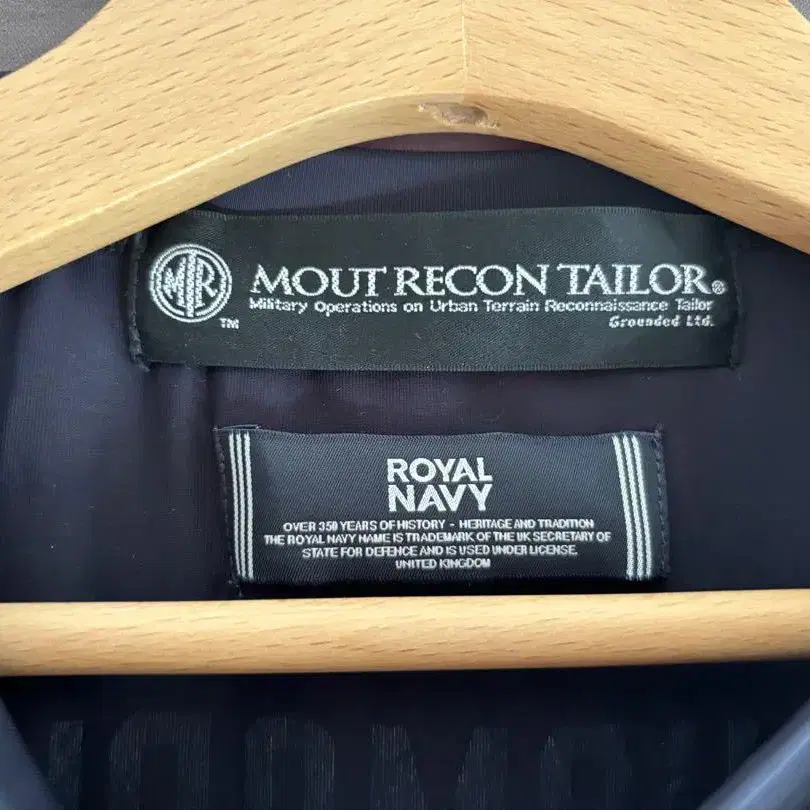 MTR
TM
MOUT RECON TAILOR®
Military Operations on Urban Terrain Reconnaissance Tailor
Grounded Ltd.
ROYAL
NAVY
OVER 350 YEARS OF HISTORY - HERITAGE AND TRADITION
THE ROYAL NAVY NAME IS TRADEMARK OF THE UK SECRETARY OF
STATE FOR DEFENCE AND IS USED UNDER LICENSE.
UNITED KINGDOM